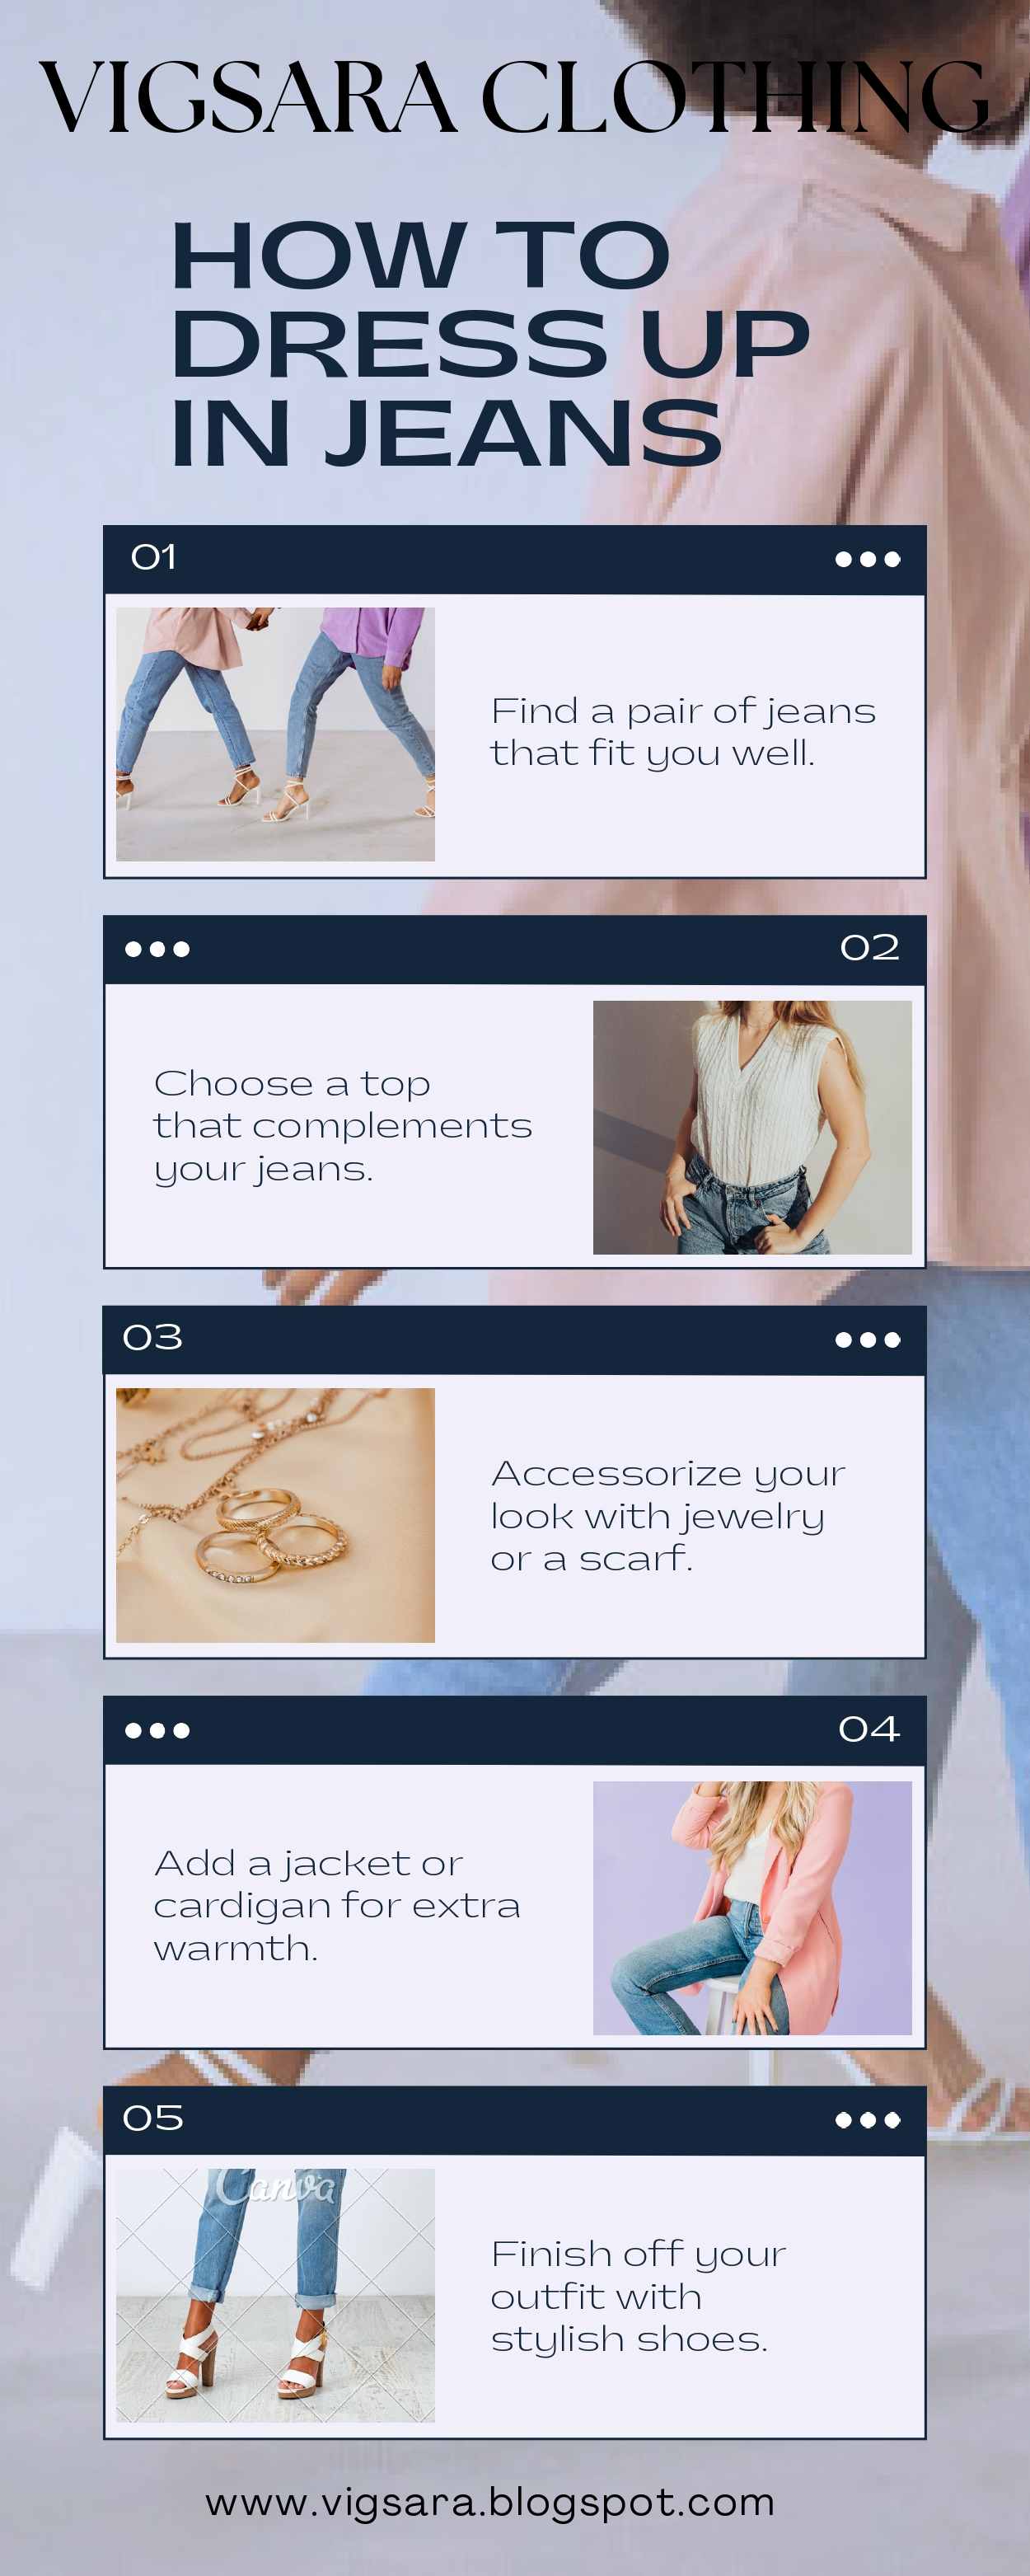 VIGSARA CLOTHING
HOW TO
DRESS UP
IN JEANS
01
Find a pair of jeans
that fit you well.
02
Choose a top
that complements
your jeans.
03
Accessorize your
look with jewelry
or a scarf.
04
Add a jacket or
cardigan for extra
warmth.
05
Canva
Finish off your
outfit with
stylish shoes.
www.vigsara.blogspot.com